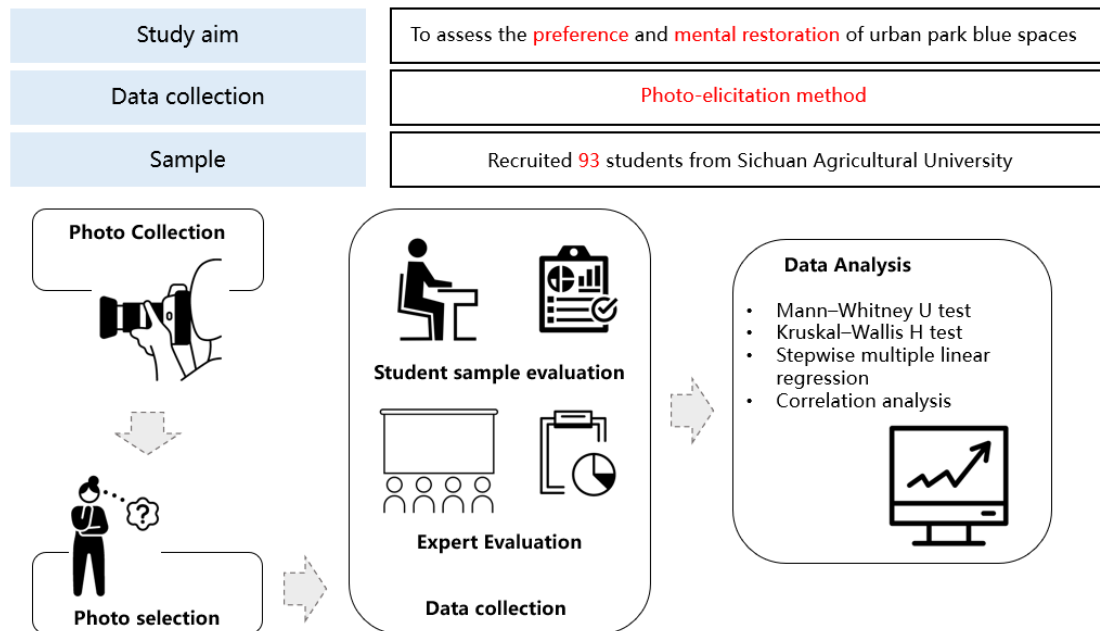 Study aim
To assess the preference and mental restoration of urban park blue spaces
Data collection
Photo-elicitation method
Sample
Recruited 93 students from Sichuan Agricultural University
Photo Collection
?
Photo selection
Student sample evaluation
Expert Evaluation
Data collection
Data Analysis
• Mann–Whitney U test
• Kruskal–Wallis H test
• Stepwise multiple linear
regression
• Correlation analysis